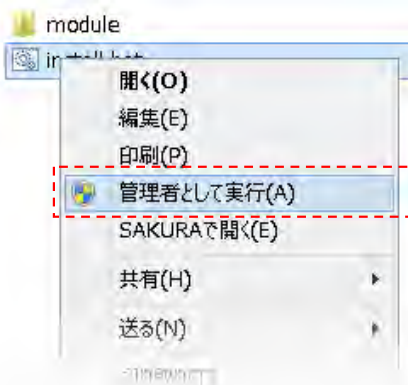 module
開く(O)
編集(E)
印刷(P)
管理者として実行(A)
SAKURAで開く(E)
共有(H)
送る(N)